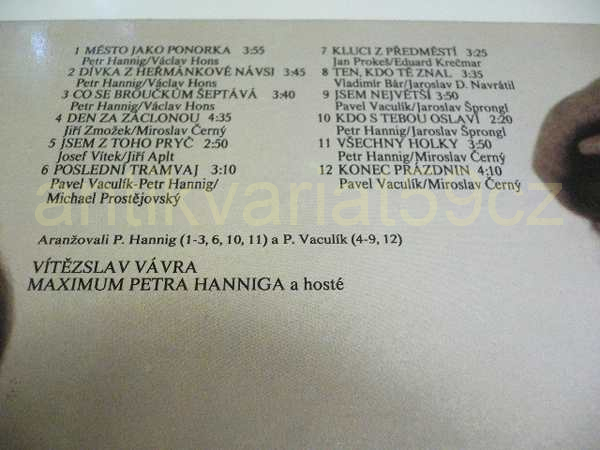 1 MĚSTO JAKO PONORKA 3:55
Petr Hannig/Václav Hons
2 DÍVKA Z HEŘMÁNKOVÉ NÁVSI 3:45
Petr Hannig/Václav Hons
3 CO SE BROUČKŮM ŠEPTÁVÁ 3:40
Petr Hannig/Václav Hons
4 DEN ZA ZÁCLONOU 4:35
Jiří Zmožek/Miroslav Černý
5 JSEM Z TOHO PRYČ 2:50
Josef Vítek/Jiří Aplt
6 POSLEDNÍ TRAMVAJ 3:10
Pavel Vaculík-Petr Hannig/
Michael Prostějovský
7 KLUCI Z PŘEDMĚSTÍ 3:25
Jan Prokeš/Eduard Krečmar
8 TEN, KDO TĚ ZNAL 3:35
Vladimír Bár/Jaroslav D. Navrátil
9 JSEM NEJVĚTŠÍ 3:50
Pavel Vaculík/Jaroslav Šprongl
10 KDO S TEBOU OSLAVÍ 2:20
Petr Hannig/Jaroslav Šprongl
11 VŠECHNY HOLKY 3:50
Petr Hannig/Miroslav Černý
12 KONEC PRÁZDNIN 4:10
Pavel Vaculík/Miroslav Černý
antikvariat59cz
Aranžovali P. Hannig (1-3, 6, 10, 11) a P. Vaculík (4-9, 12)
VÍTĚZSLAV VÁVRA
MAXIMUM PETRA HANNIGA a hosté